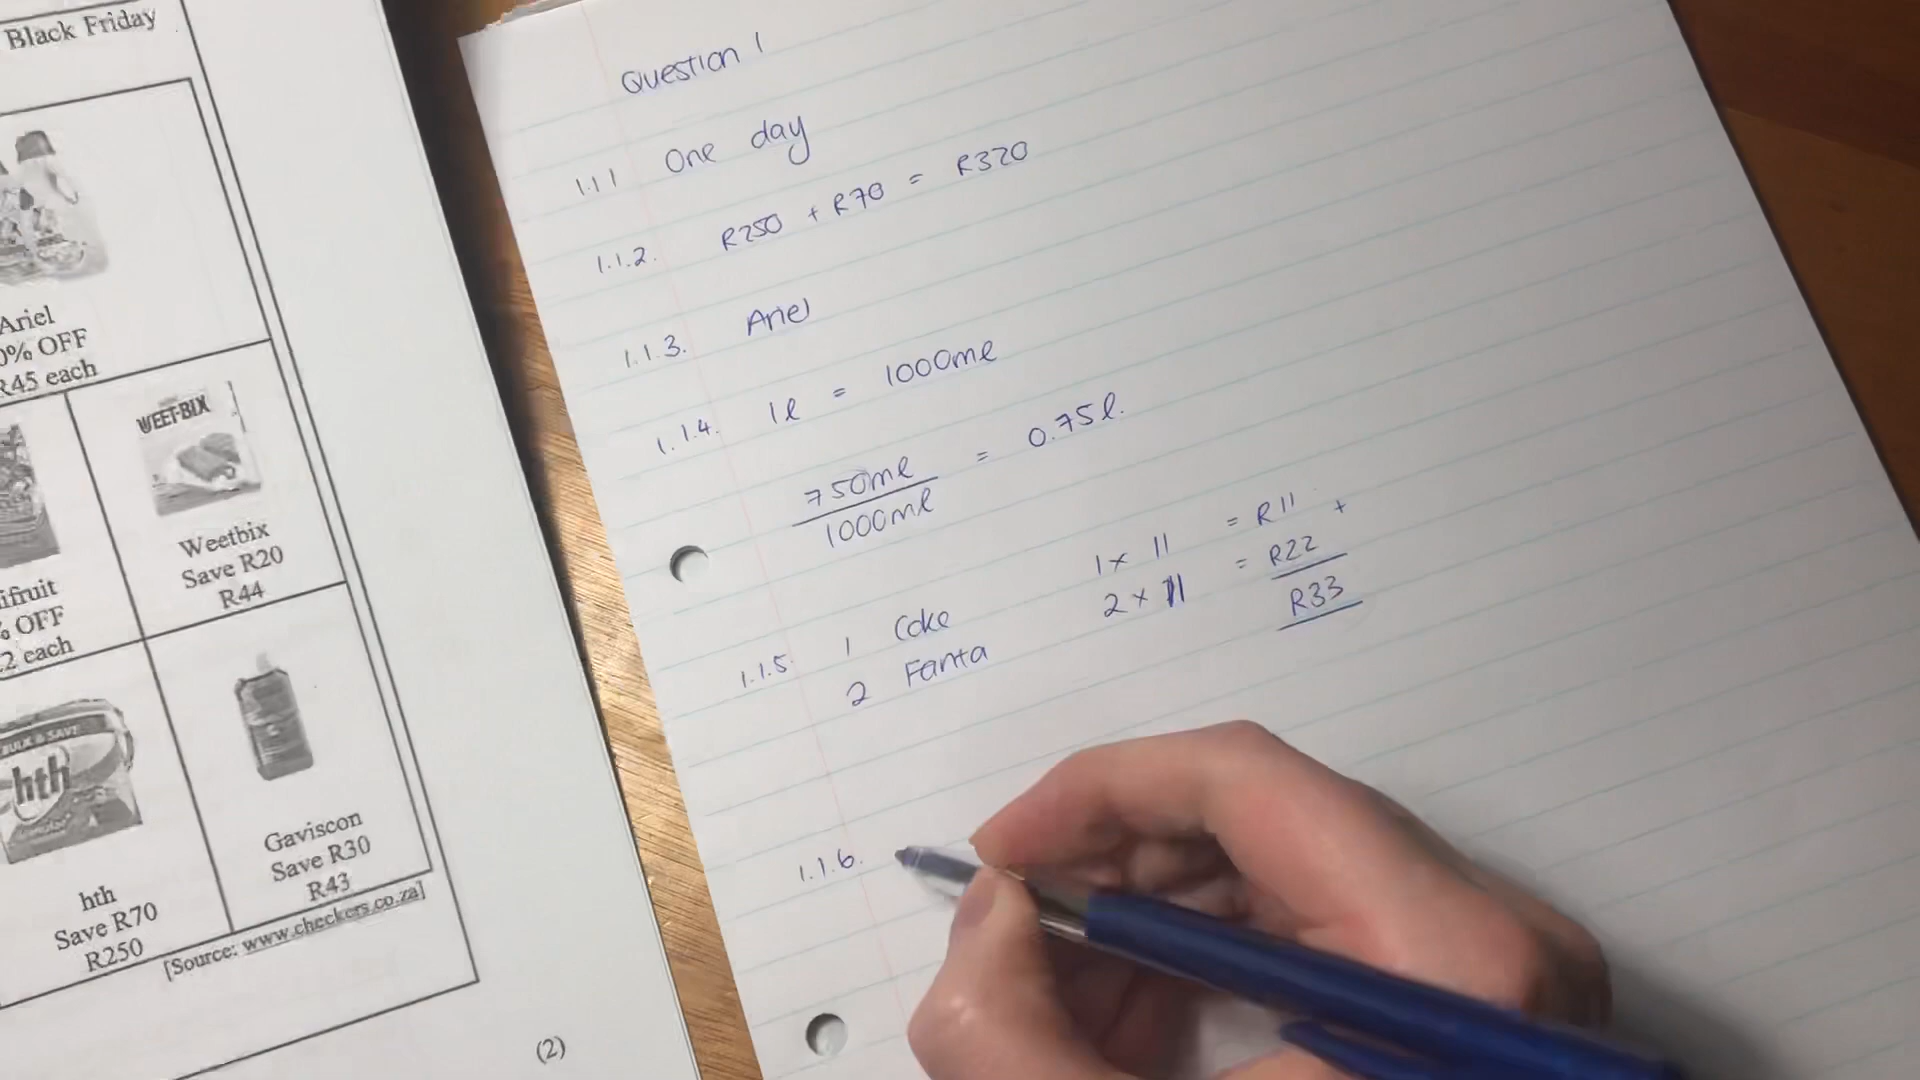 Black Friday
Ariel
0% OFF
R45 each
WEET-BIX
Weetbix
Save R20
R44
ifruit
% OFF
2 each
BULK & SAVE
hth
hth
Save R70
R250
Gaviscon
Save R30
R43
[Source: www.checkers.co.za]
(2)
Question 1
1.1.1 One day
1.1.2. R250 + R70 = R320
1.1.3. Ariel
1.1.4. 1l = 1000ml
750ml = 0.75l.
1000ml
1.1.5. 1 Coke 1 x 11 = R11 +
2 Fanta 2 x 11 = R22
R33
1.1.6.